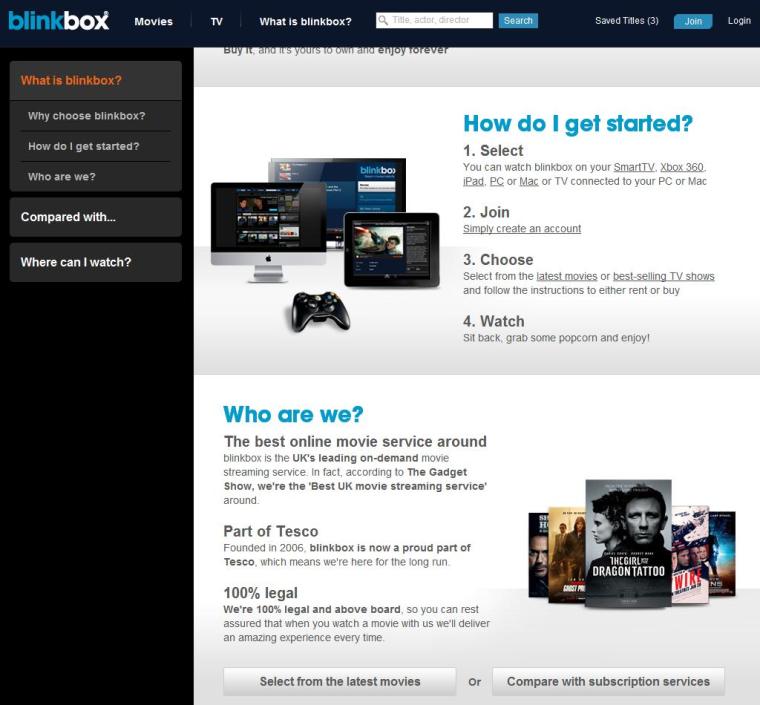 blinkbox
Movies
TV
What is blinkbox?
Title, actor, director
Search
Saved Titles (3)
Join
Login
Buy it, and it's yours to own and enjoy forever
What is blinkbox?
Why choose blinkbox?
How do I get started?
Who are we?
Compared with...
Where can I watch?
blinkbox
How do I get started?
1. Select
You can watch blinkbox on your SmartTV, Xbox 360,
iPad, PC or Mac or TV connected to your PC or Mac
2. Join
Simply create an account
3. Choose
Select from the latest movies or best-selling TV shows
and follow the instructions to either rent or buy
4. Watch
Sit back, grab some popcorn and enjoy!
Who are we?
The best online movie service around
blinkbox is the UK's leading on-demand movie
streaming service. In fact, according to The Gadget
Show, we're the 'Best UK movie streaming service'
around.
Part of Tesco
Founded in 2006, blinkbox is now a proud part of
Tesco, which means we're here for the long run.
100% legal
We're 100% legal and above board, so you can rest
assured that when you watch a movie with us we'll deliver
an amazing experience every time.
THE GIRL WITH THE
DRAGON TATTOO
Select from the latest movies
Or
Compare with subscription services